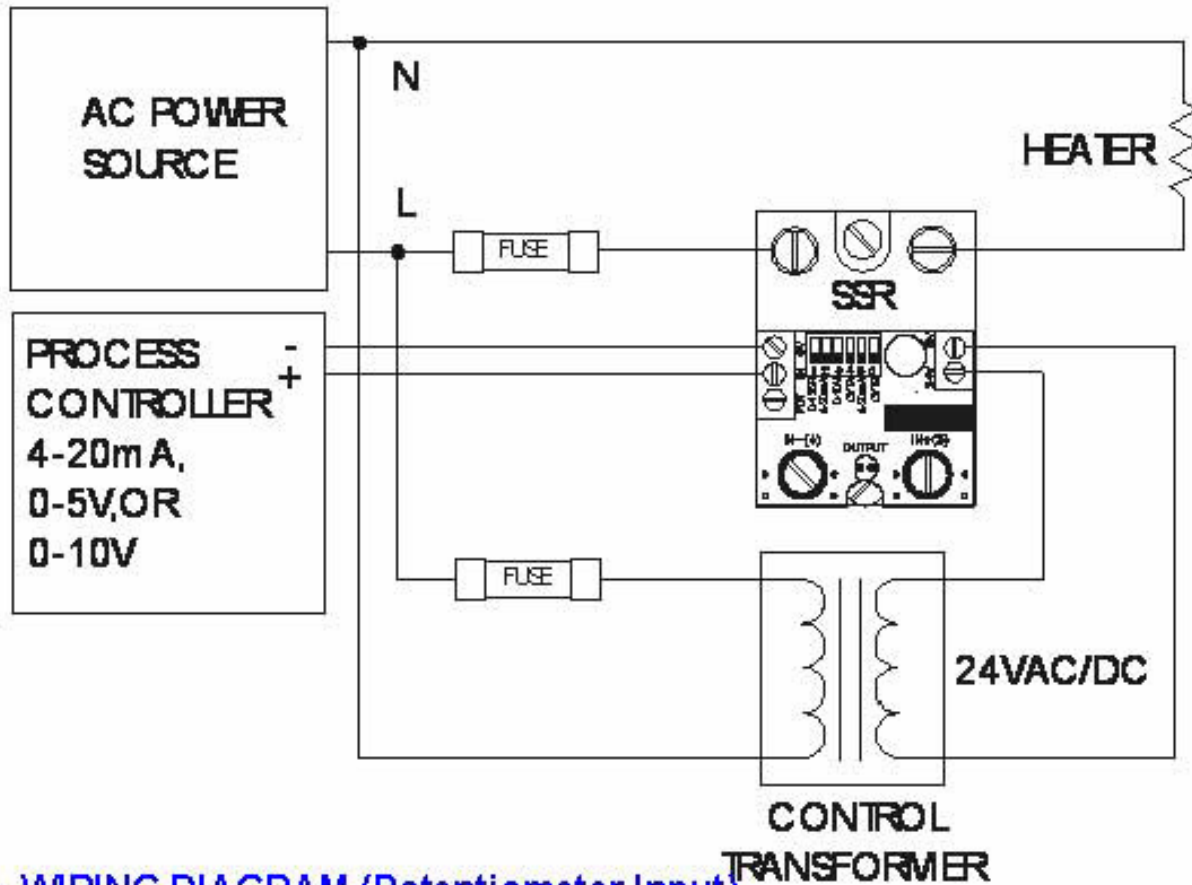 AC POWER
SOURCE
N
L
HEATER
FUSE
SSR
PROCESS
CONTROLLER
-
+
4-20mA,
0-5V,OR
0-10V
OUTPUT
FUSE
24VAC/DC
CONTROL
TRANSFORMER
WIRING DIAGRAM (Potentiometer Input)